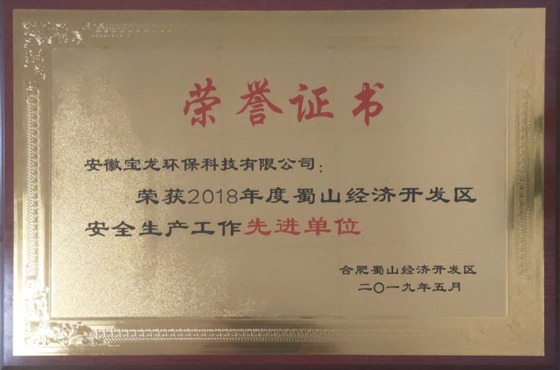 荣誉证书
安徽宝龙环保科技有限公司：
荣获2018年度蜀山经济开发区
安全生产工作先进单位
合肥蜀山经济开发区
二〇一九年五月